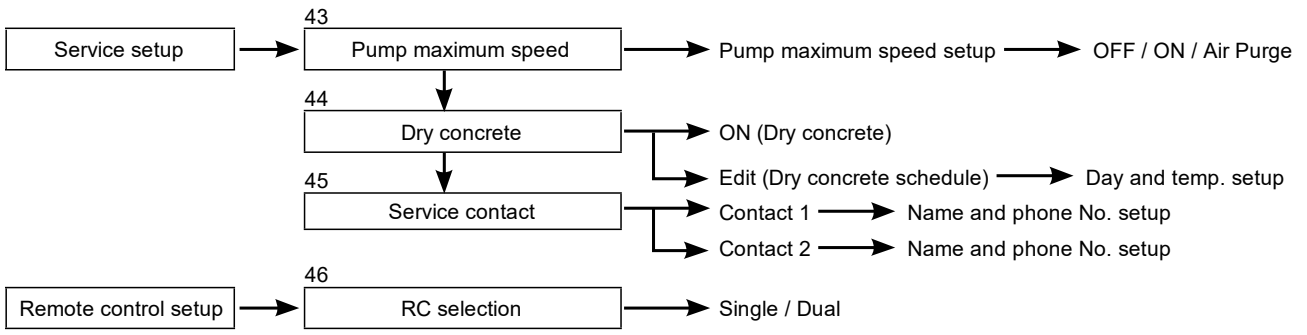 43
Service setup Pump maximum speed Pump maximum speed setup OFF / ON / Air Purge
44
Dry concrete ON (Dry concrete)
Edit (Dry concrete schedule) Day and temp. setup
45
Service contact Contact 1 Name and phone No. setup
Contact 2 Name and phone No. setup
46
Remote control setup RC selection Single / Dual